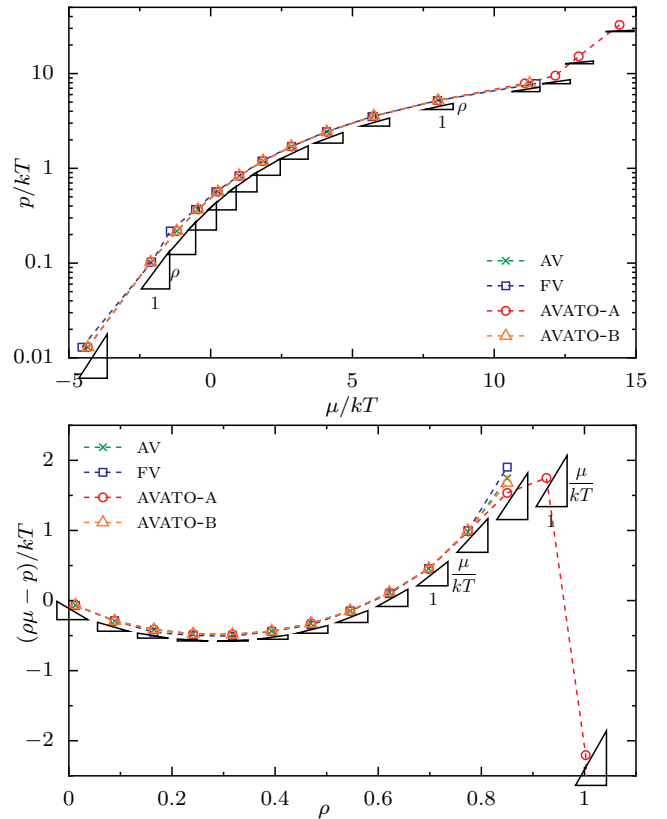 10
1
0.1
0.01
p/kT
ρ
1
ρ
1
AV
FV
AVATO-A
AVATO-B
−5
0
5
10
15
μ/kT
2
1
0
−1
−2
(ρμ − p)/kT
AV
FV
AVATO-A
AVATO-B
μ/kT
1
μ/kT
1
0
0.2
0.4
0.6
0.8
1
ρ